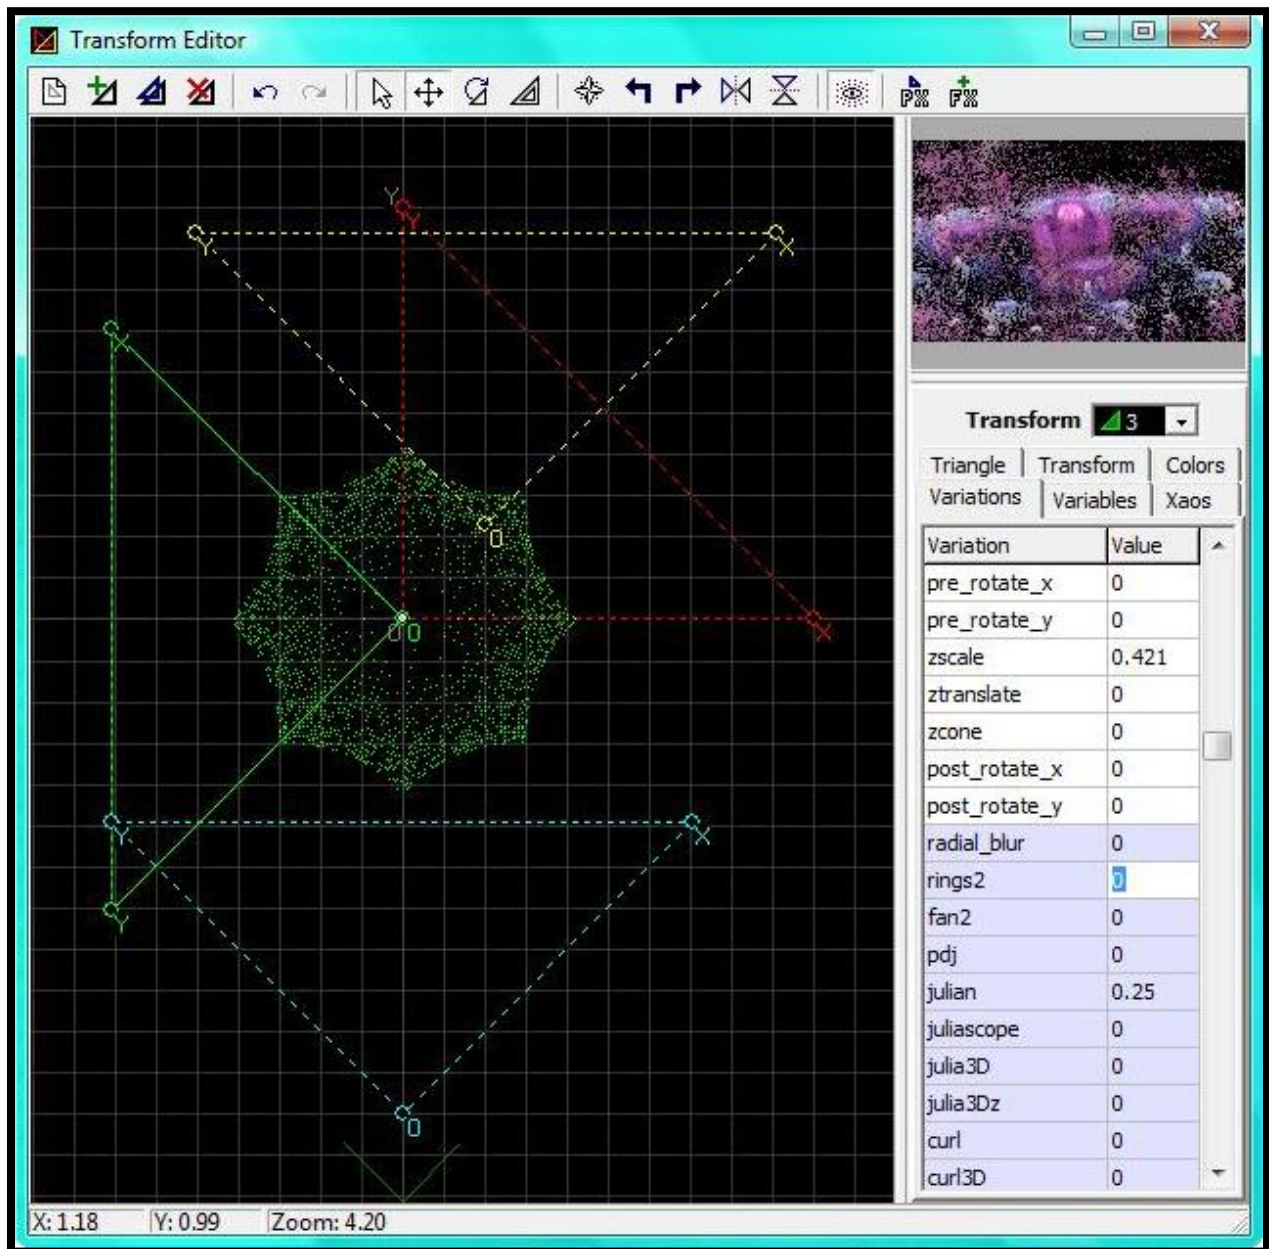 Transform Editor
Px Px
Y
Y
Y X
X
O
O O X
Y X
Y
O
Transform 3
Triangle Transform Colors
Variations Variables Xaos
Variation Value
pre_rotate_x 0
pre_rotate_y 0
zscale 0.421
ztranslate 0
zcone 0
post_rotate_x 0
post_rotate_y 0
radial_blur 0
rings2 0
fan2 0
pdj 0
julian 0.25
juliascope 0
julia3D 0
julia3Dz 0
curl 0
curl3D 0
X: 1.18 Y: 0.99 Zoom: 4.20